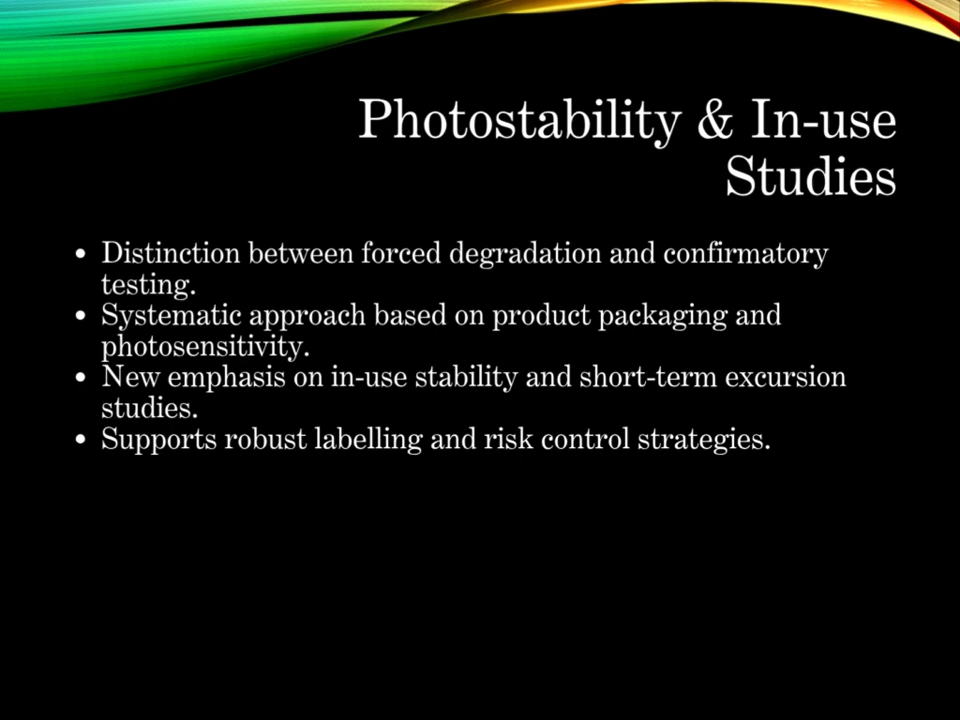 Photostability & In-use
Studies
• Distinction between forced degradation and confirmatory
testing.
• Systematic approach based on product packaging and
photosensitivity.
• New emphasis on in-use stability and short-term excursion
studies.
• Supports robust labelling and risk control strategies.